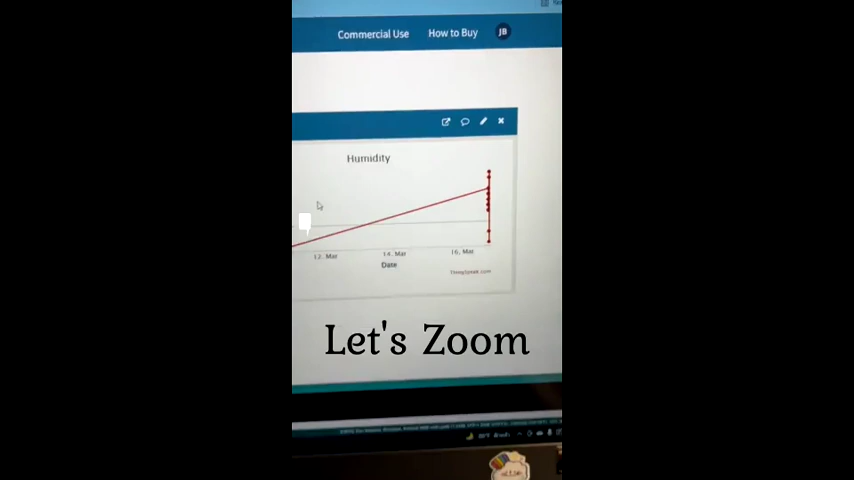 Commercial Use How to Buy JB
Humidity
12. Mar 14. Mar 16. Mar
Date
ThingSpeak.com
Let's Zoom